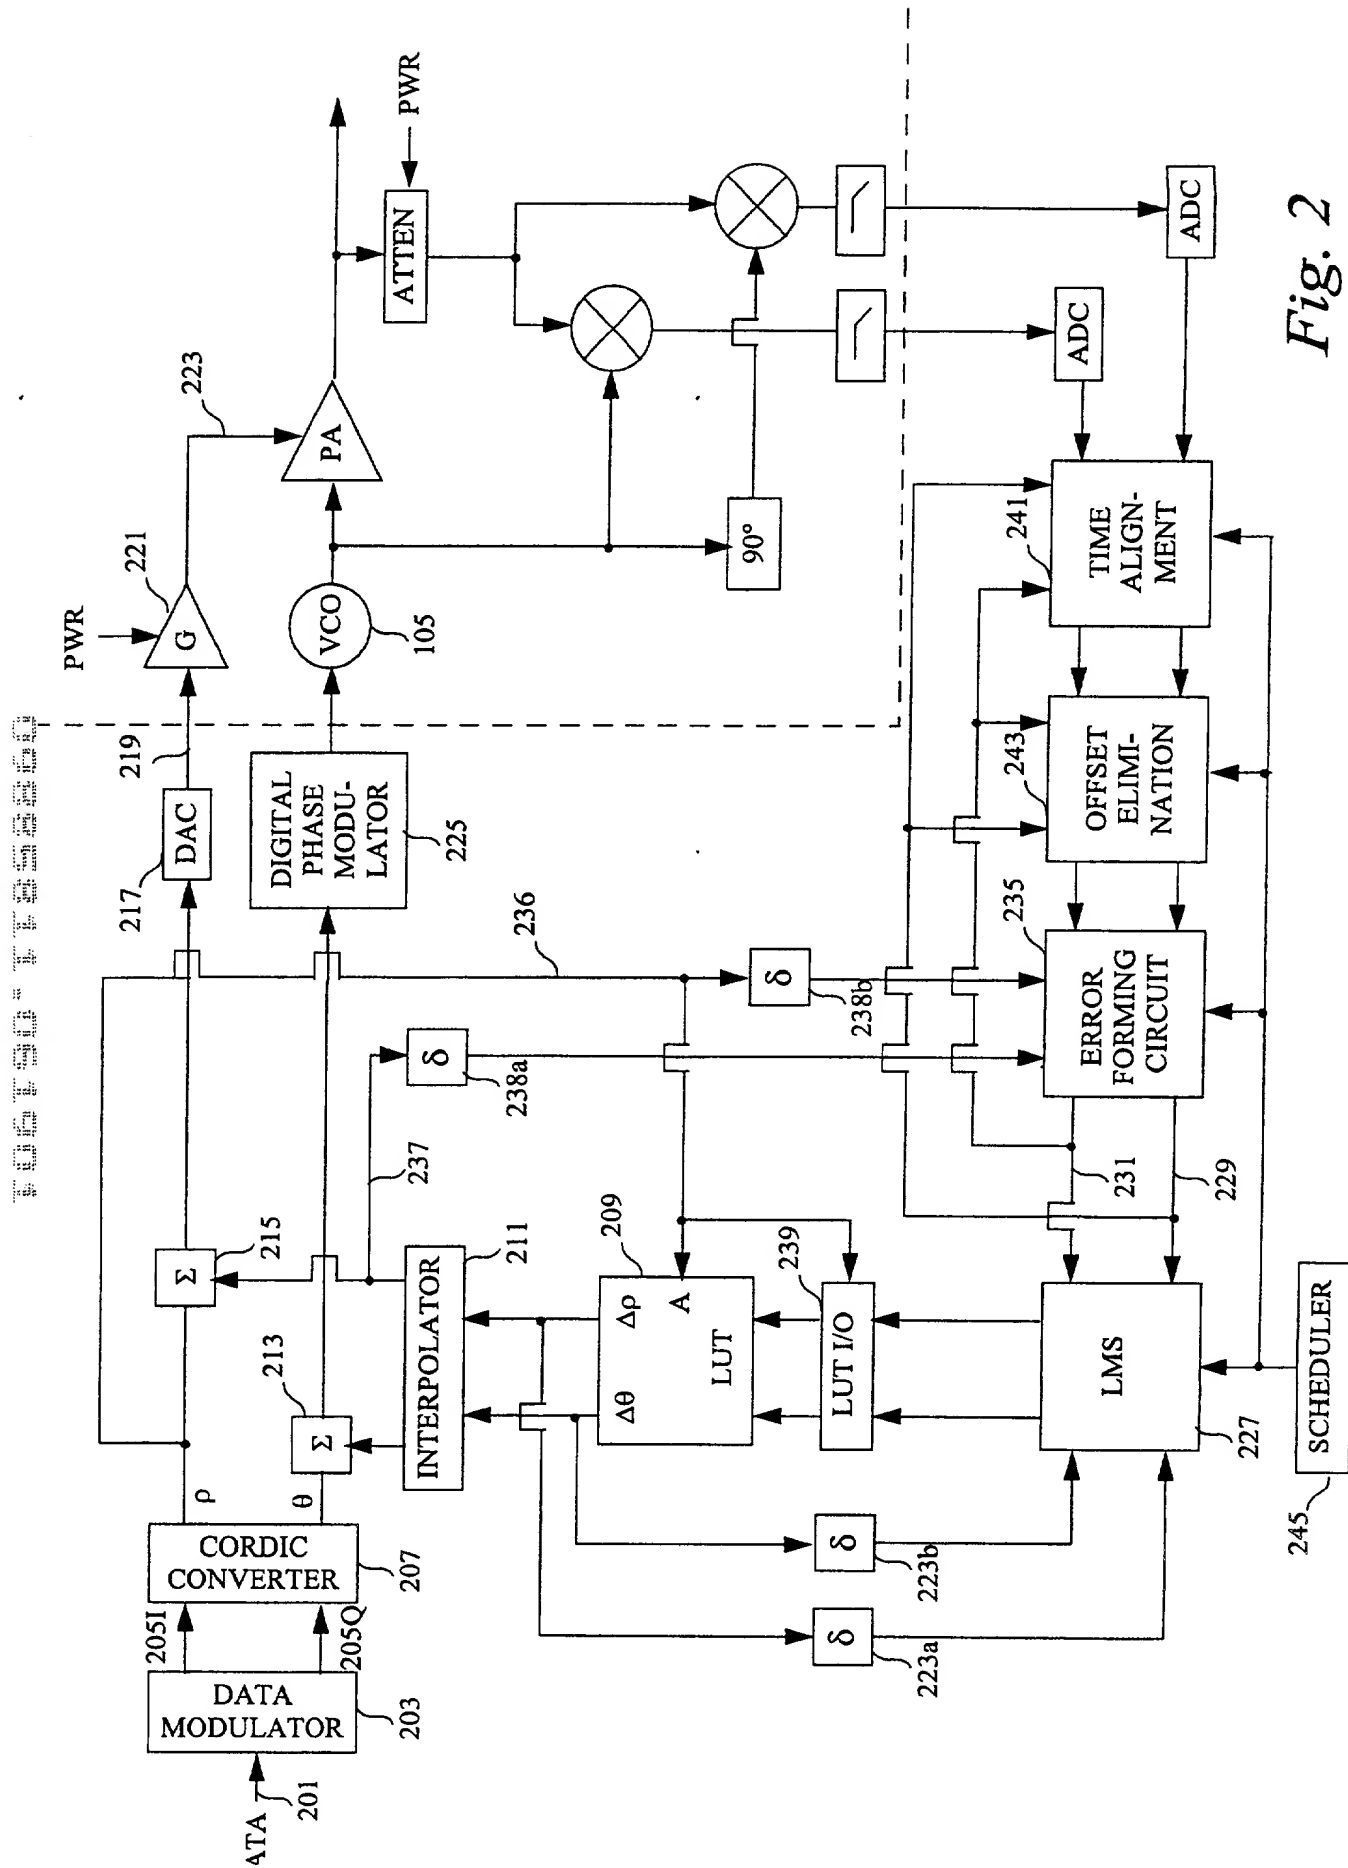 ATA
201
DATA
MODULATOR
203
205I
205Q
CORDIC
CONVERTER
207
ρ
θ
Σ
213
Σ
215
217
DAC
219
PWR
G
221
223
DIGITAL
PHASE
MODU-
LATOR
225
VCO
105
PA
ATTEN
PWR
90°
236
237
δ
238a
δ
238b
INTERPOLATOR
211
Δθ
Δρ
A
LUT
209
LUT I/O
239
δ
223b
δ
223a
LMS
227
231
229
ERROR
FORMING
CIRCUIT
235
OFFSET
ELIMI-
NATION
243
TIME
ALIGN-
MENT
241
ADC
ADC
SCHEDULER
245
Fig. 2